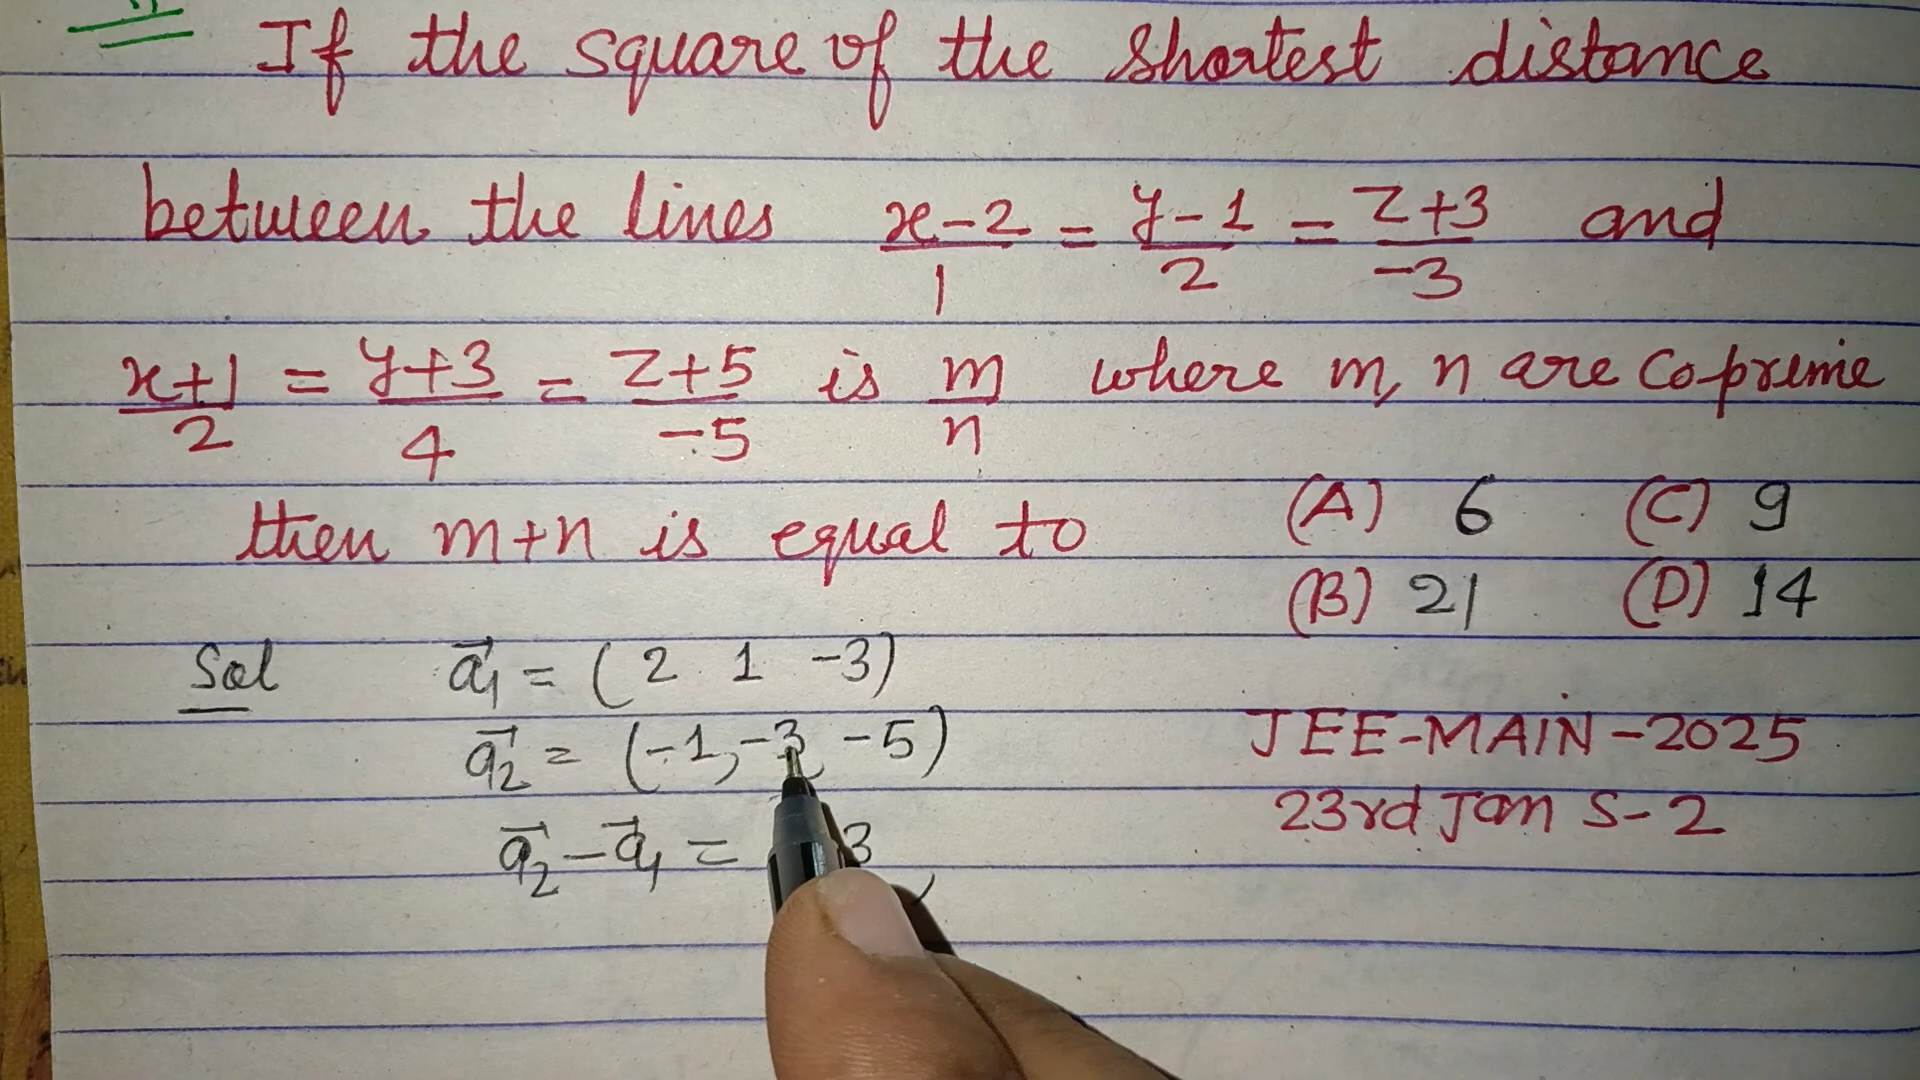 If the square of the shortest distance
between the lines x-2/1 = y-1/2 = z+3/-3 and
x+1/2 = y+3/4 = z+5/-5 is m/n where m, n are Coprime
then m+n is equal to
(A) 6 (C) 9
(B) 21 (D) 14
Sol a⃗1 = (2 1 -3)
a⃗2 = (-1, -3, -5)
a⃗2 - a⃗1 = 3
JEE-MAIN-2025
23rd Jan S-2